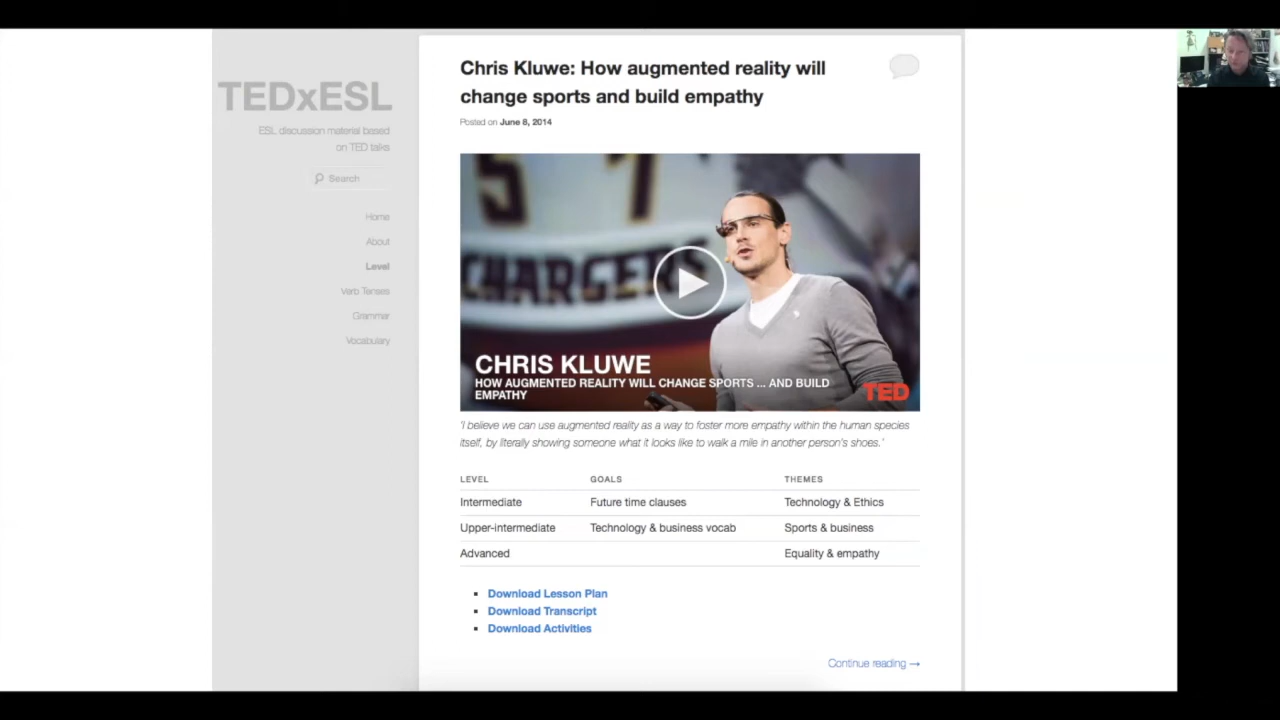 TEDxESL
ESL discussion material based
on TED talks
Search
Home
About
Level
Verb Tenses
Grammar
Vocabulary
Chris Kluwe: How augmented reality will
change sports and build empathy
Posted on June 8, 2014
5 7
CHARGERS
CHRIS KLUWE
HOW AUGMENTED REALITY WILL CHANGE SPORTS ... AND BUILD
EMPATHY
TED
'I believe we can use augmented reality as a way to foster more empathy within the human species
itself, by literally showing someone what it looks like to walk a mile in another person's shoes.'
LEVEL GOALS THEMES
Intermediate Future time clauses Technology & Ethics
Upper-intermediate Technology & business vocab Sports & business
Advanced Equality & empathy
Download Lesson Plan
Download Transcript
Download Activities
Continue reading →